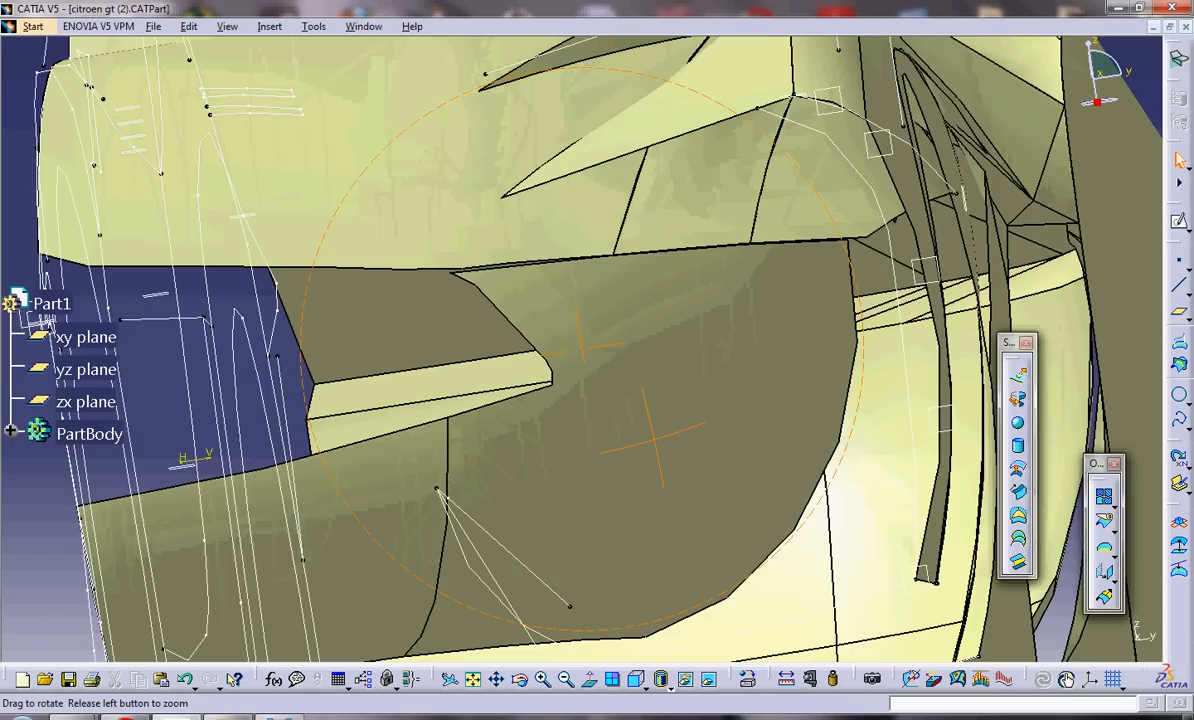 CATIA V5 - [citroen gt (2).CATPart]
Start ENOVIA V5 VPM File Edit View Insert Tools Window Help
z
y
x
Part1
xy plane
yz plane
zx plane
PartBody
H V
S...
O...
z
x y
f(x)
CATIA
Drag to rotate Release left button to zoom